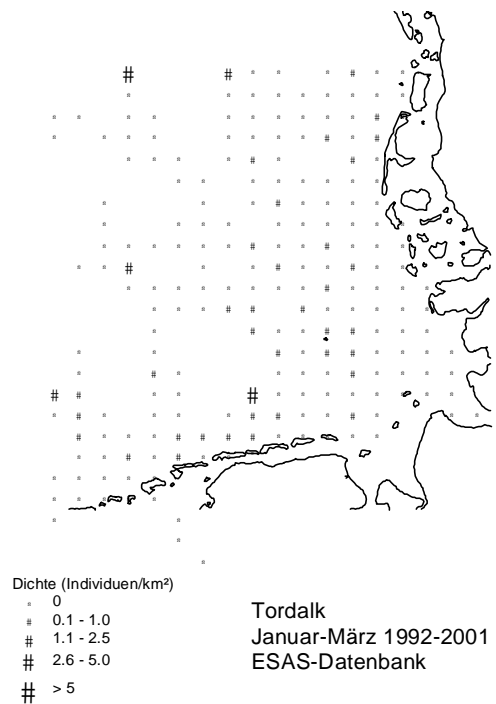 Dichte (Individuen/km²)
0
0.1 - 1.0
1.1 - 2.5
2.6 - 5.0
> 5
Tordalk
Januar-März 1992-2001
ESAS-Datenbank